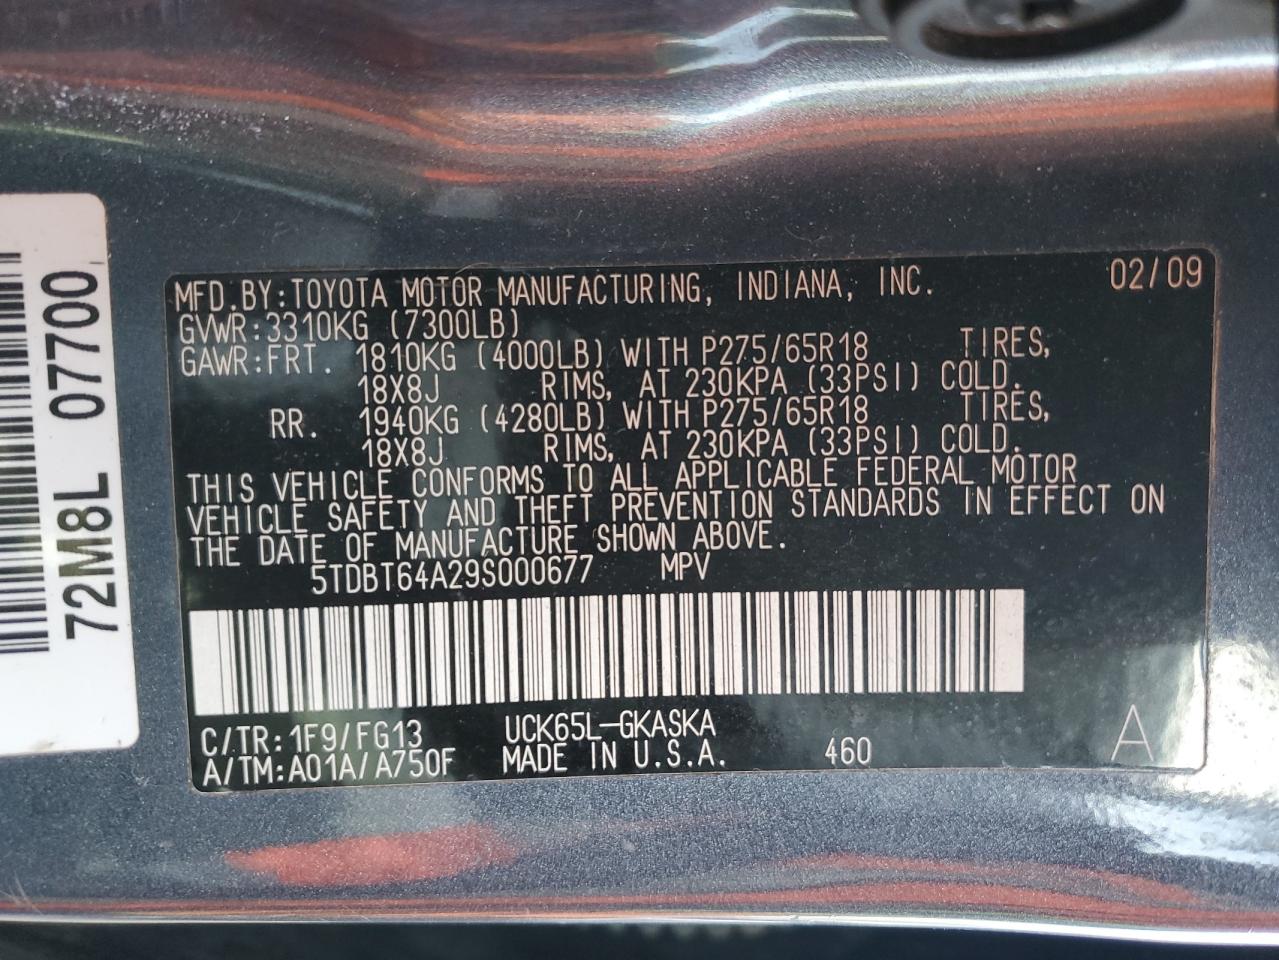 72M8L 07700
MFD.BY:TOYOTA MOTOR MANUFACTURING, INDIANA, INC. 02/09
GVWR:3310KG (7300LB)
GAWR:FRT. 1810KG (4000LB) WITH P275/65R18 TIRES,
18X8J RIMS, AT 230KPA (33PSI) COLD.
RR. 1940KG (4280LB) WITH P275/65R18 TIRES,
18X8J RIMS, AT 230KPA (33PSI) COLD.
THIS VEHICLE CONFORMS TO ALL APPLICABLE FEDERAL MOTOR
VEHICLE SAFETY AND THEFT PREVENTION STANDARDS IN EFFECT ON
THE DATE OF MANUFACTURE SHOWN ABOVE.
5TDBT64A29S000677 MPV
C/TR:1F9/FG13 UCK65L-GKASKA
A/TM:A01A/A750F MADE IN U.S.A. 460 A